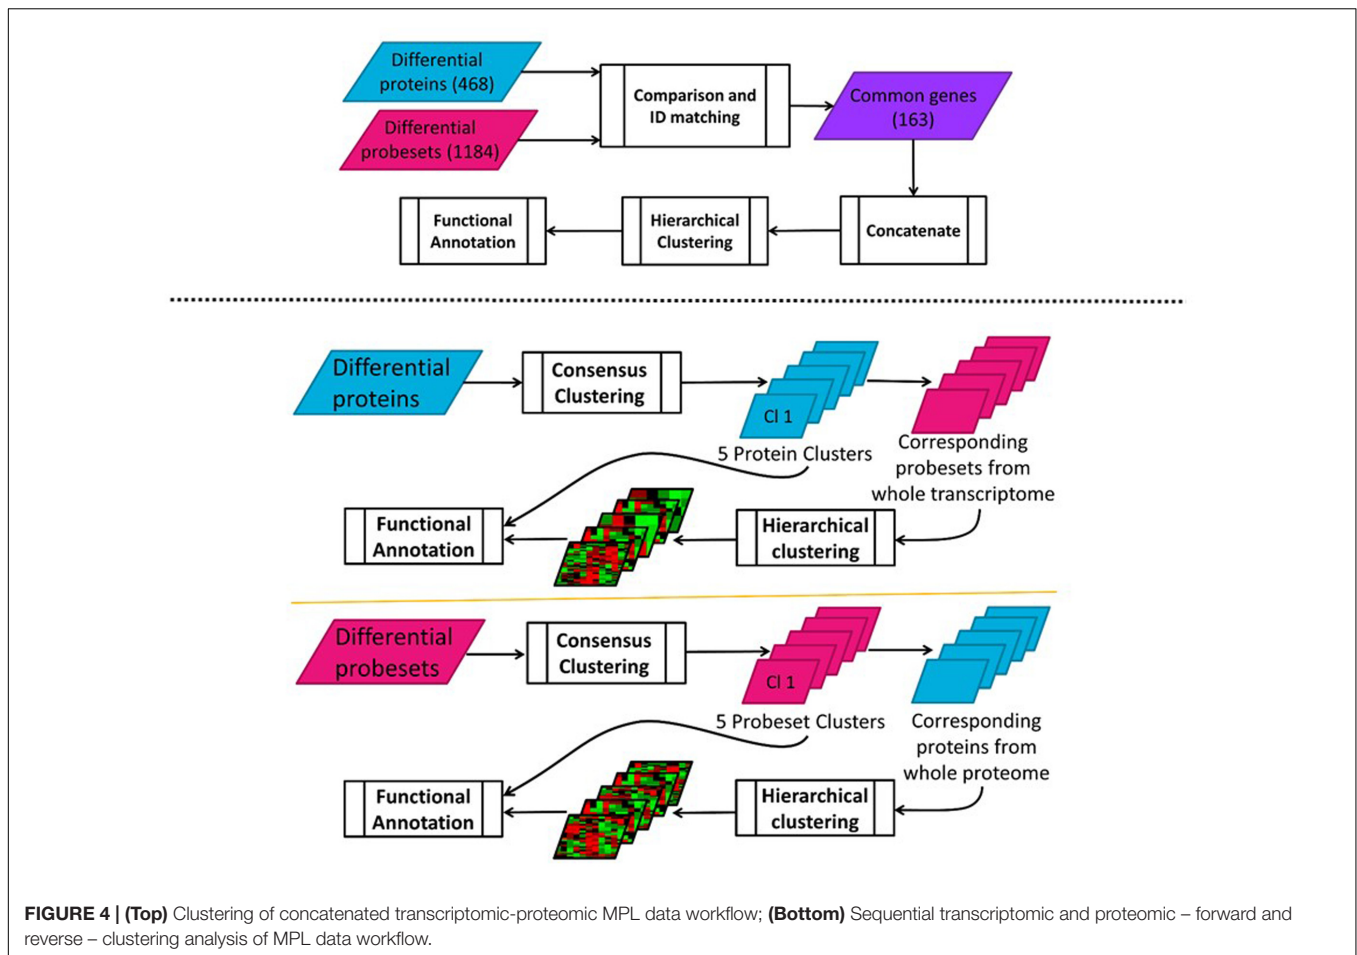 Differential
proteins (468)
Differential
probesets (1184)
Comparison and
ID matching
Common genes
(163)
Functional
Annotation
Hierarchical
Clustering
Concatenate
Differential
proteins
Consensus
Clustering
Cl 1
5 Protein Clusters
Corresponding
probesets from
whole transcriptome
Functional
Annotation
Hierarchical
clustering
Differential
probesets
Consensus
Clustering
Cl 1
5 Probeset Clusters
Corresponding
proteins from
whole proteome
Functional
Annotation
Hierarchical
clustering
FIGURE 4 | (Top) Clustering of concatenated transcriptomic-proteomic MPL data workflow; (Bottom) Sequential transcriptomic and proteomic – forward and
reverse – clustering analysis of MPL data workflow.